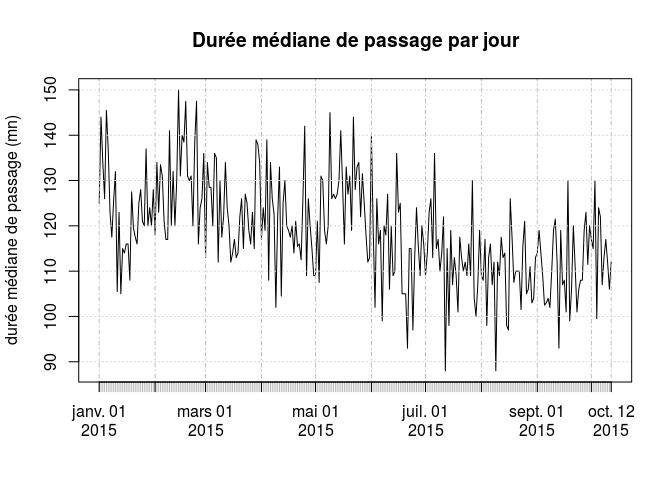 Durée médiane de passage par jour
durée médiane de passage (mn)
150
140
130
120
110
100
90
janv. 01 mars 01 mai 01 juil. 01 sept. 01 oct. 12
2015 2015 2015 2015 2015 2015